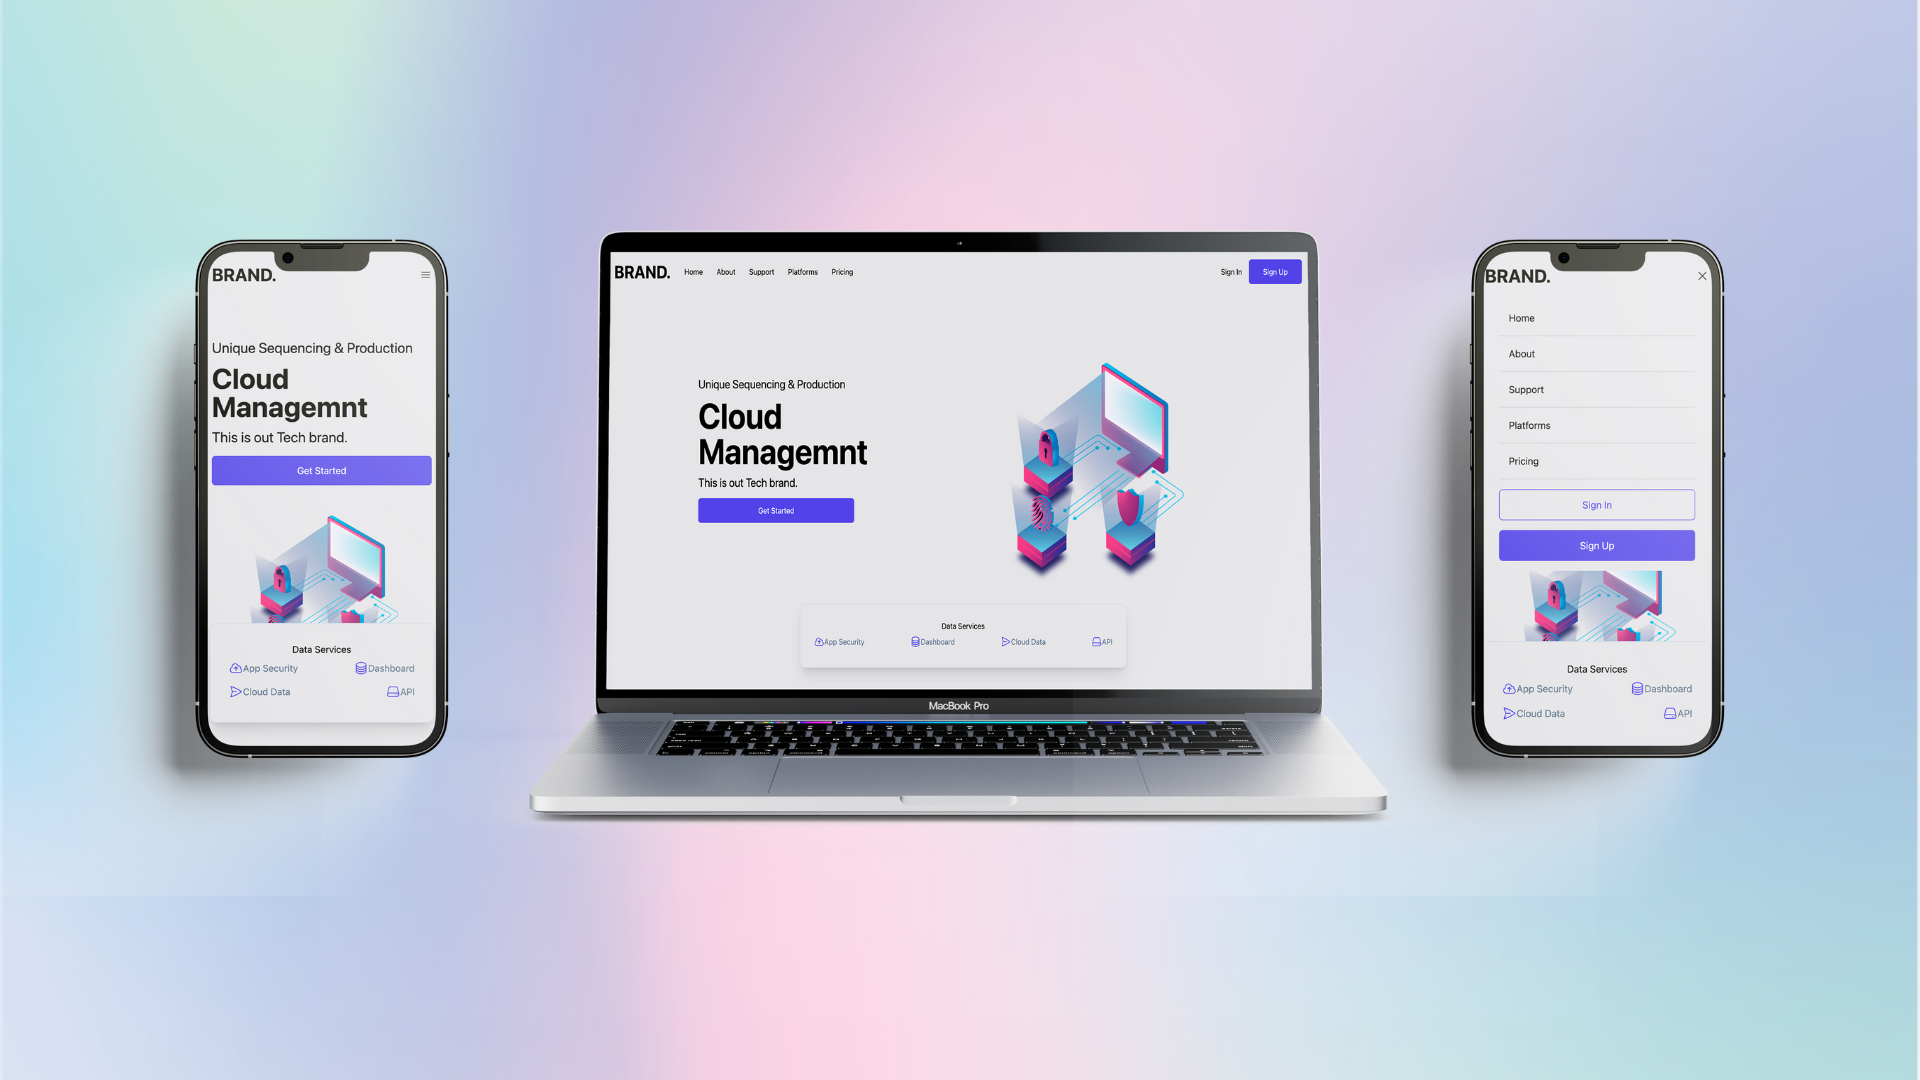 BRAND.
Unique Sequencing & Production
Cloud
Managemnt
This is out Tech brand.
Get Started
Data Services
App Security Dashboard
Cloud Data API
BRAND. Home About Support Platforms Pricing Sign In Sign Up
Unique Sequencing & Production
Cloud
Managemnt
This is out Tech brand.
Get Started
Data Services
App Security Dashboard Cloud Data API
MacBook Pro
BRAND.
Home
About
Support
Platforms
Pricing
Sign In
Sign Up
Data Services
App Security Dashboard
Cloud Data API